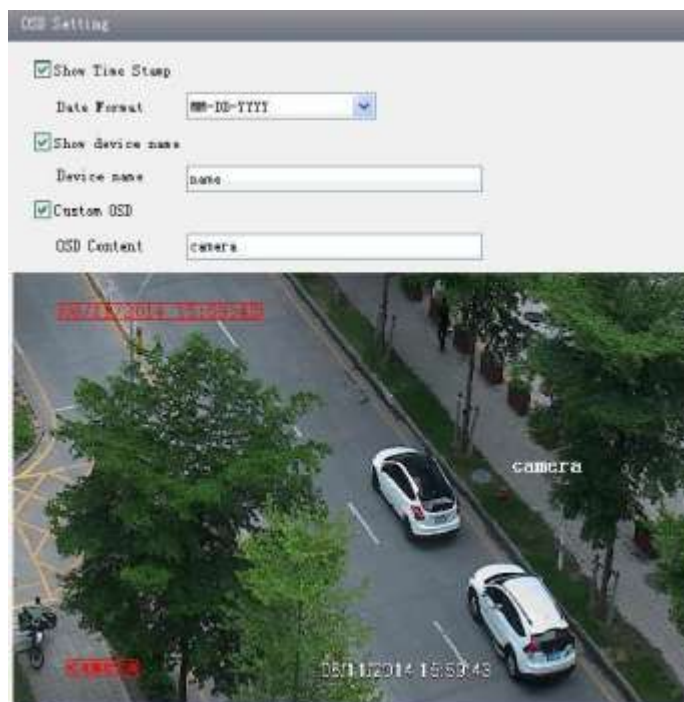 OSD Setting
Show Time Stamp
Date Format MM-DD-YYYY
Show device name
Device name name
Custom OSD
OSD Content camera
camera
08/11/2014 15:59:43